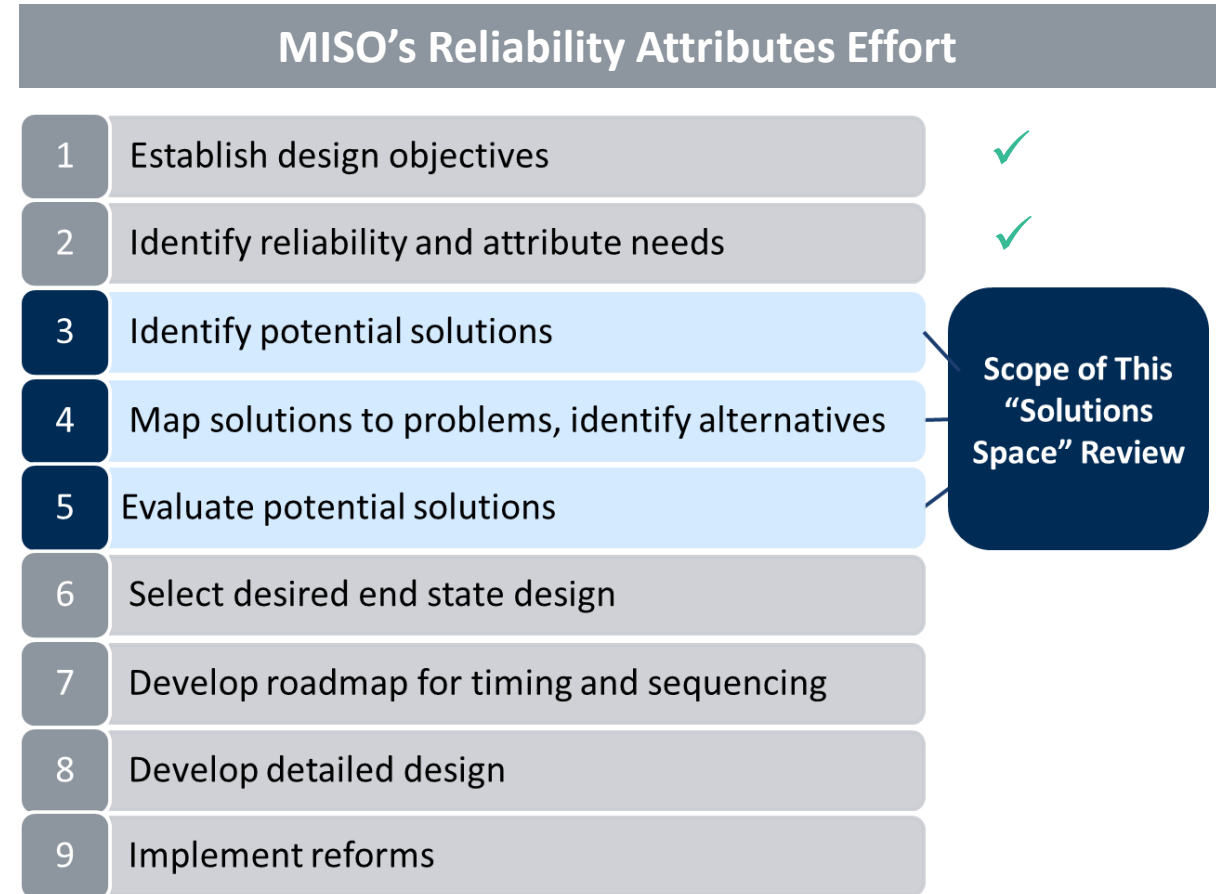 MISO’s Reliability Attributes Effort
1 Establish design objectives
2 Identify reliability and attribute needs
3 Identify potential solutions
4 Map solutions to problems, identify alternatives
5 Evaluate potential solutions
Scope of This
“Solutions
Space” Review
6 Select desired end state design
7 Develop roadmap for timing and sequencing
8 Develop detailed design
9 Implement reforms